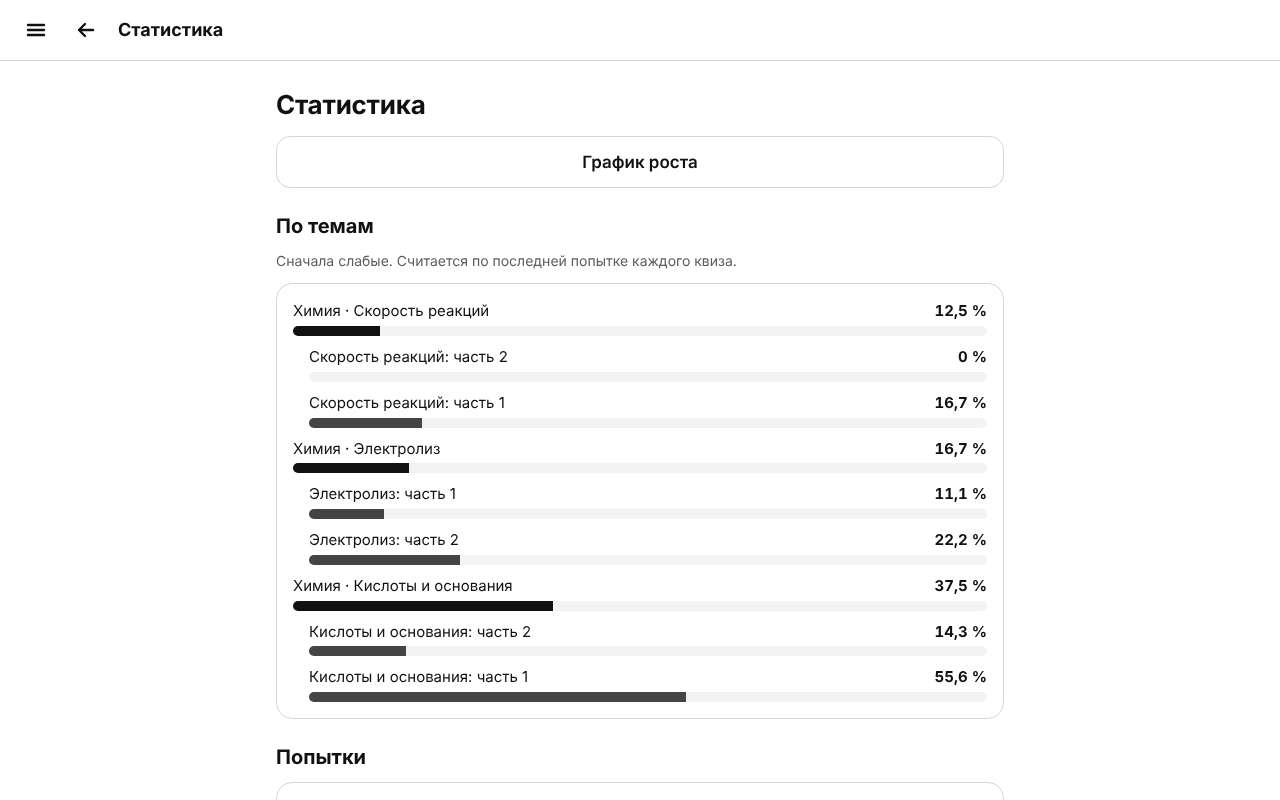 Статистика
Статистика
График роста
По темам
Сначала слабые. Считается по последней попытке каждого квиза.
Химия · Скорость реакций 12,5 %
Скорость реакций: часть 2 0 %
Скорость реакций: часть 1 16,7 %
Химия · Электролиз 16,7 %
Электролиз: часть 1 11,1 %
Электролиз: часть 2 22,2 %
Химия · Кислоты и основания 37,5 %
Кислоты и основания: часть 2 14,3 %
Кислоты и основания: часть 1 55,6 %
Попытки